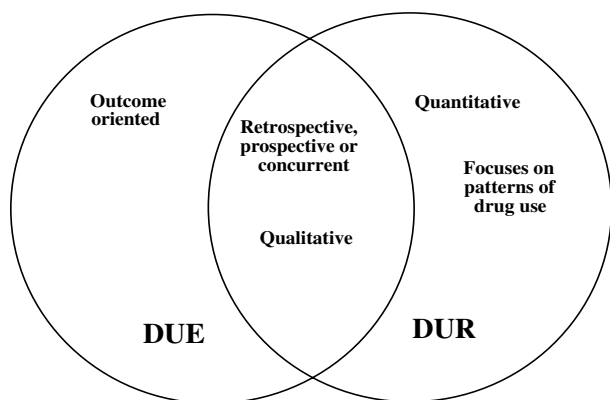 Outcome
oriented
Retrospective,
prospective or
concurrent
Qualitative
Quantitative
Focuses on
patterns of
drug use
DUE
DUR